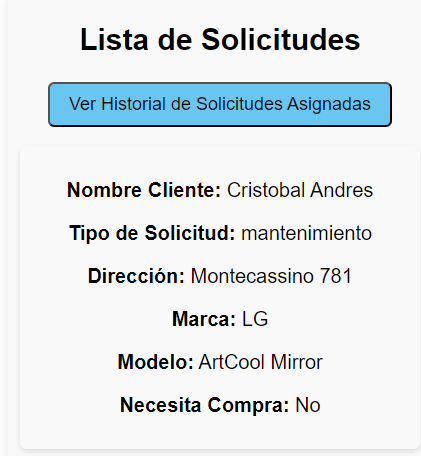 Lista de Solicitudes
Ver Historial de Solicitudes Asignadas
Nombre Cliente: Cristobal Andres
Tipo de Solicitud: mantenimiento
Dirección: Montecassino 781
Marca: LG
Modelo: ArtCool Mirror
Necesita Compra: No